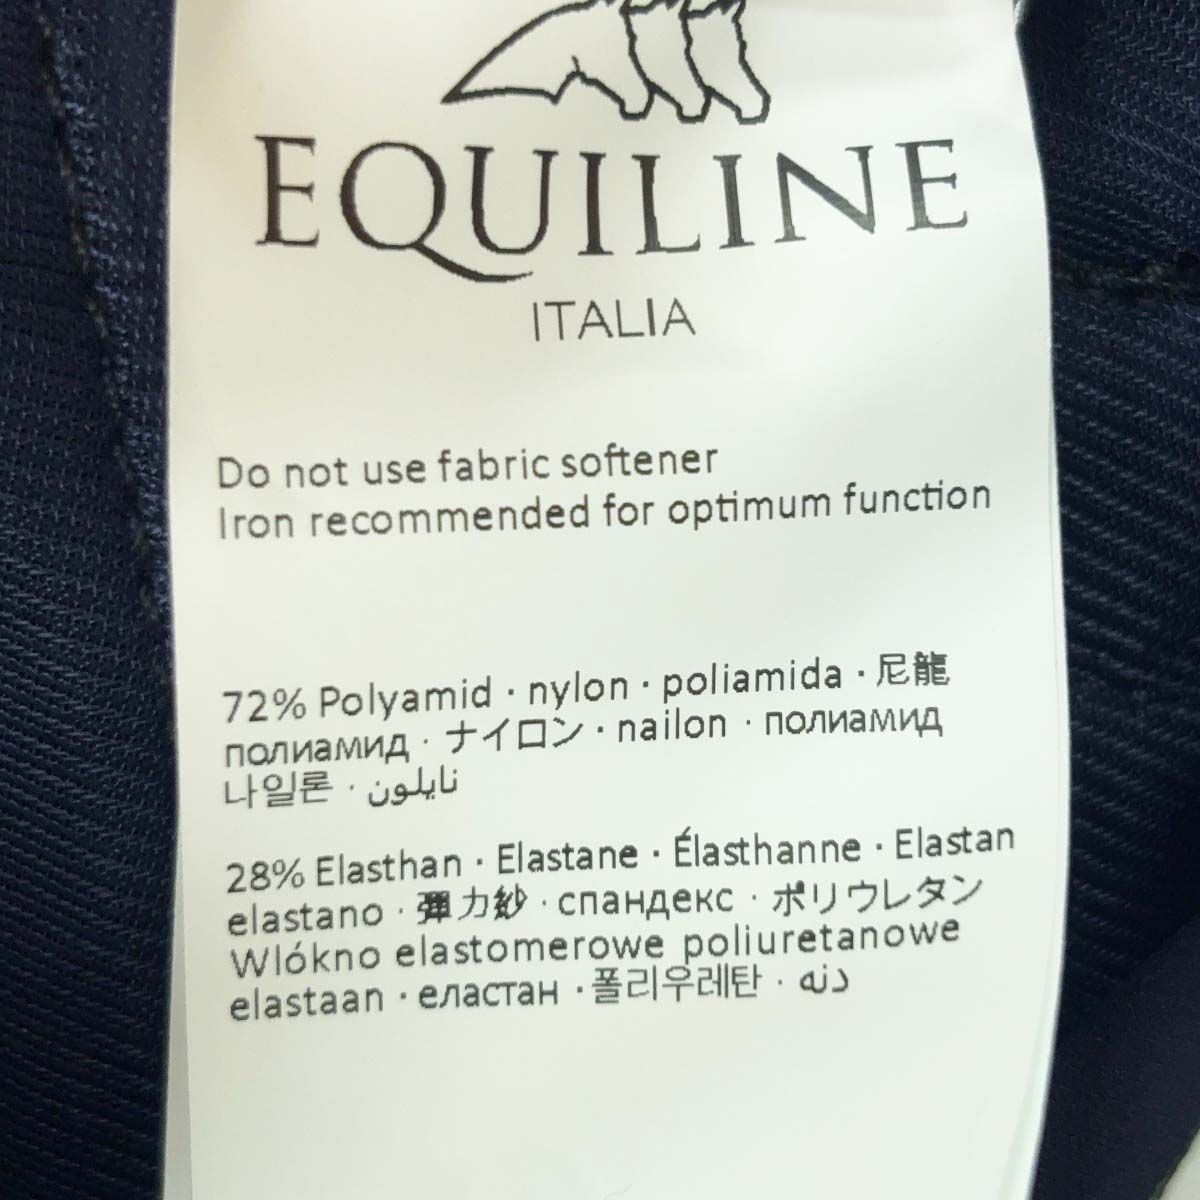 EQUILINE
ITALIA
Do not use fabric softener
Iron recommended for optimum function
72% Polyamid · nylon · poliamida · 尼龍
полиамид · ナイロン · nailon · полиамид
나일론 · نايلون
28% Elasthan · Elastane · Élasthanne · Elastan
elastano · 彈力紗 · спандекс · ポリウレタン
Wlókno elastomerowe poliuretanowe
elastaan · еластан · 폴리우레탄 · دنه